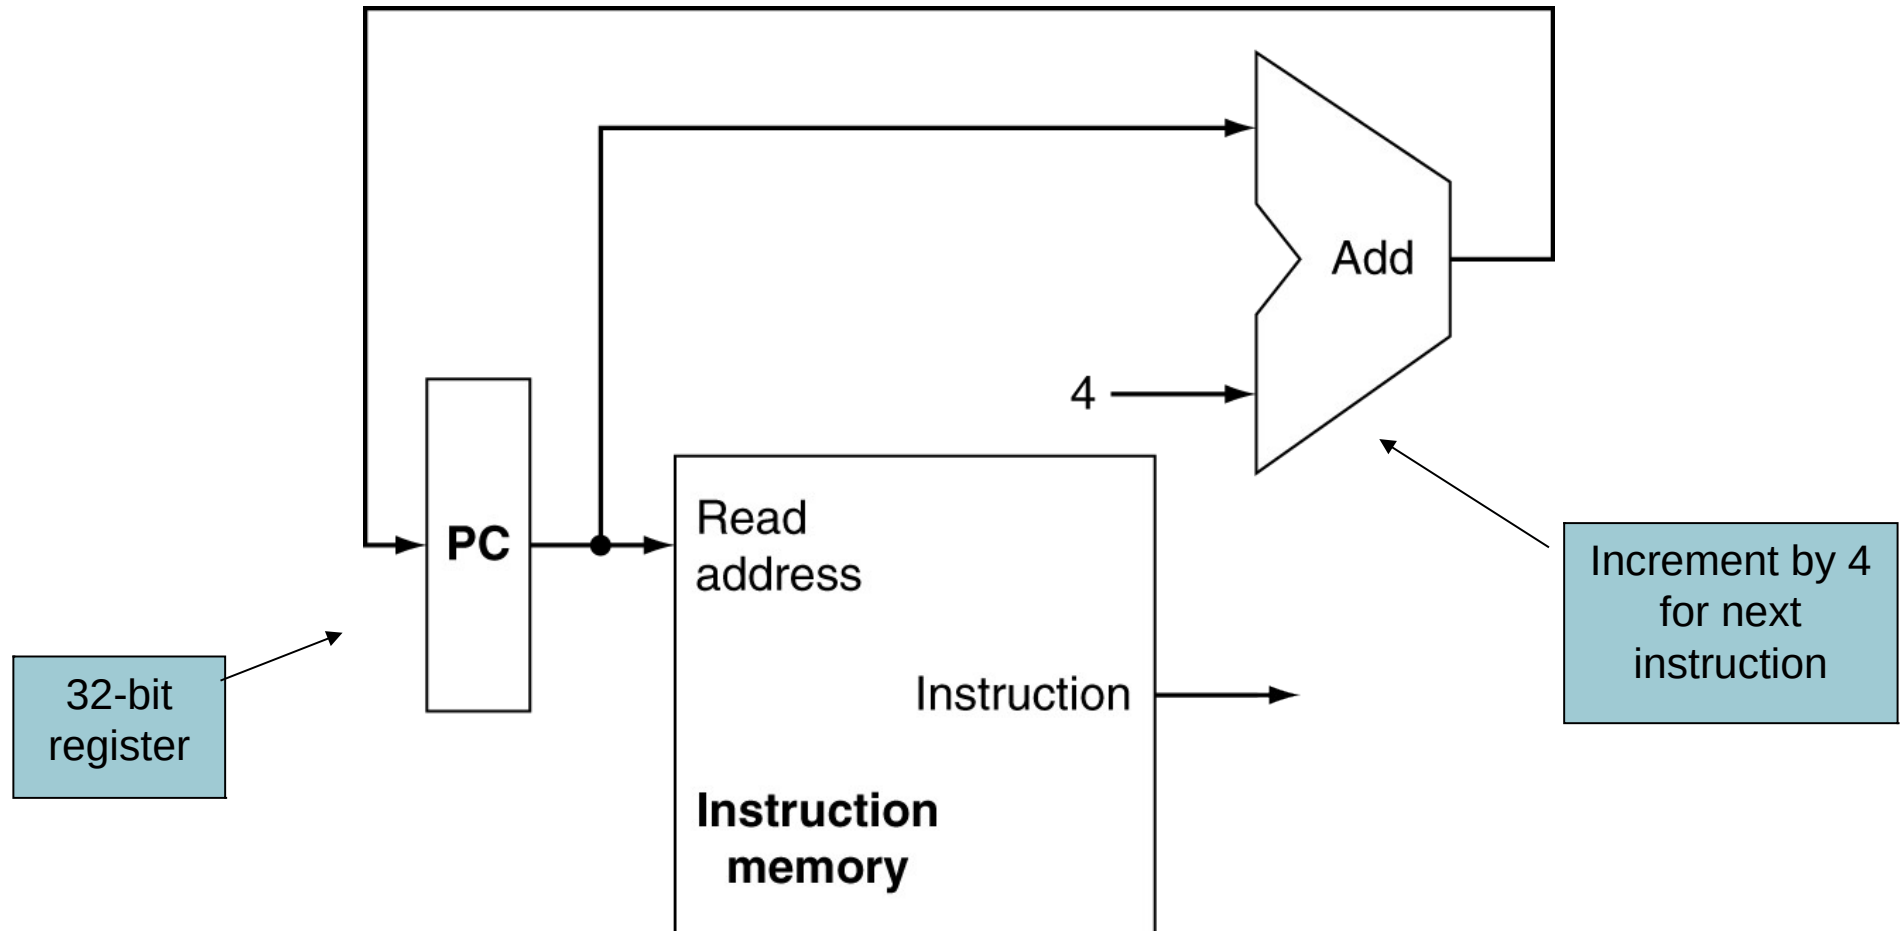 Add
4
PC
Read
address
Instruction
Instruction
memory
32-bit
register
Increment by 4
for next
instruction